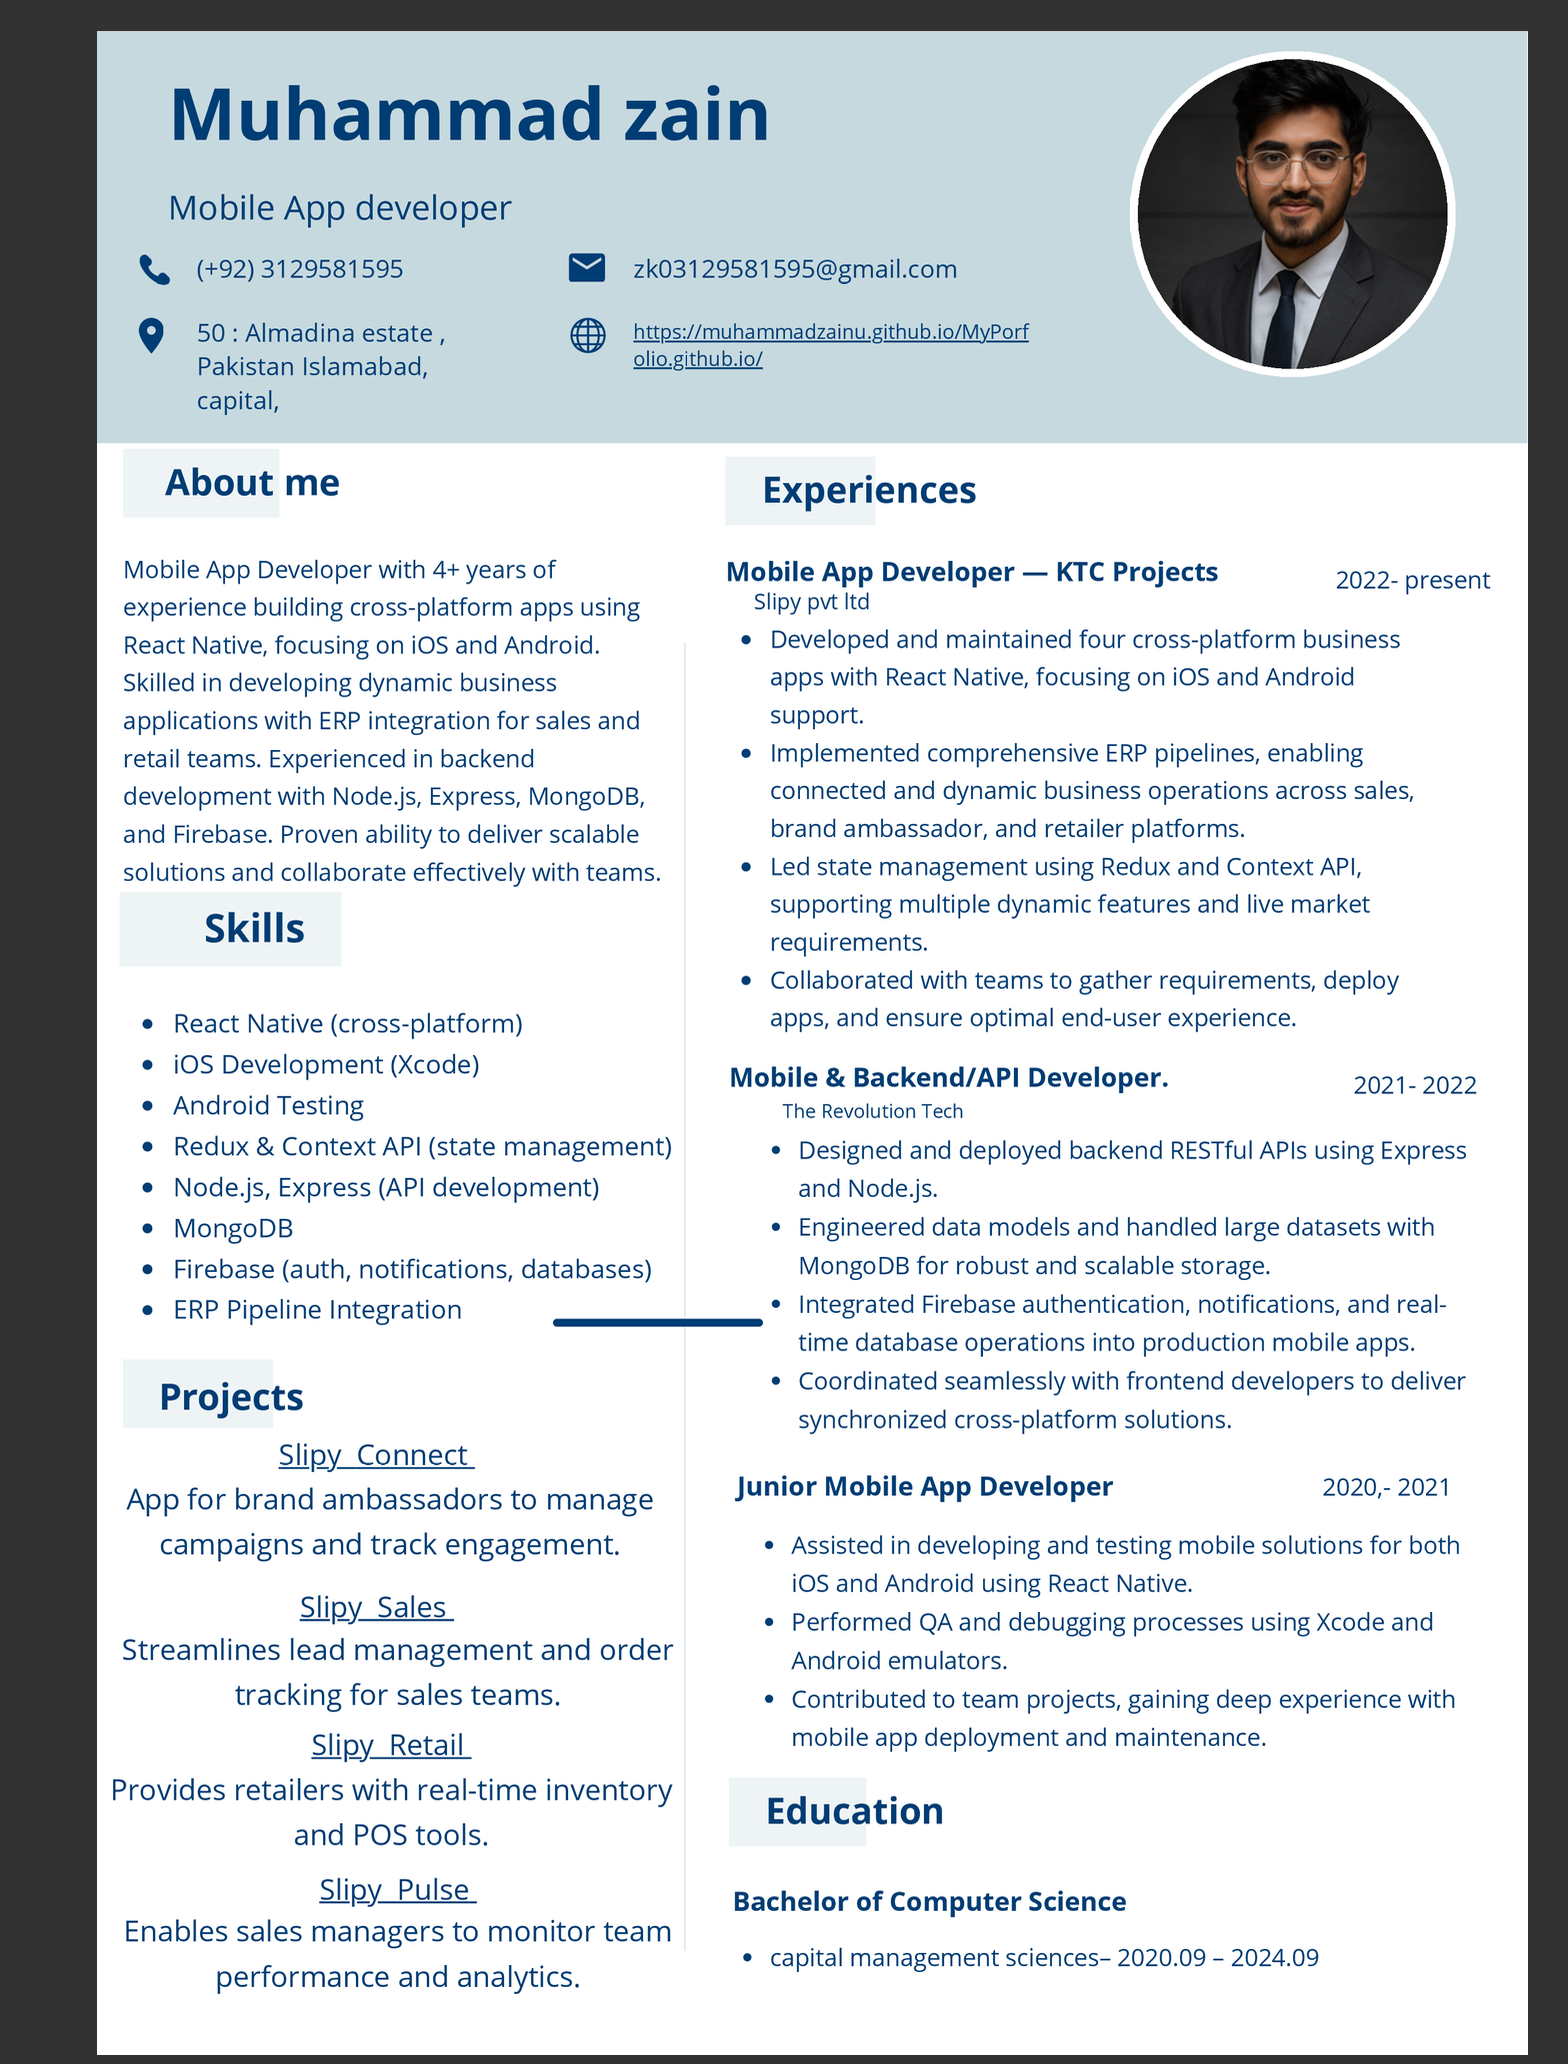 Muhammad zain
Mobile App developer
(+92) 3129581595
zk03129581595@gmail.com
50 : Almadina estate ,
Pakistan Islamabad,
capital,
https://muhammadzainu.github.io/MyPorf
olio.github.io/
About me
Mobile App Developer with 4+ years of
experience building cross-platform apps using
React Native, focusing on iOS and Android.
Skilled in developing dynamic business
applications with ERP integration for sales and
retail teams. Experienced in backend
development with Node.js, Express, MongoDB,
and Firebase. Proven ability to deliver scalable
solutions and collaborate effectively with teams.
Skills
• React Native (cross-platform)
• iOS Development (Xcode)
• Android Testing
• Redux & Context API (state management)
• Node.js, Express (API development)
• MongoDB
• Firebase (auth, notifications, databases)
• ERP Pipeline Integration
Projects
Slipy Connect
App for brand ambassadors to manage
campaigns and track engagement.
Slipy Sales
Streamlines lead management and order
tracking for sales teams.
Slipy Retail
Provides retailers with real-time inventory
and POS tools.
Slipy Pulse
Enables sales managers to monitor team
performance and analytics.
Experiences
Mobile App Developer — KTC Projects
2022- present
Slipy pvt ltd
• Developed and maintained four cross-platform business
apps with React Native, focusing on iOS and Android
support.
• Implemented comprehensive ERP pipelines, enabling
connected and dynamic business operations across sales,
brand ambassador, and retailer platforms.
• Led state management using Redux and Context API,
supporting multiple dynamic features and live market
requirements.
• Collaborated with teams to gather requirements, deploy
apps, and ensure optimal end-user experience.
Mobile & Backend/API Developer.
2021- 2022
The Revolution Tech
• Designed and deployed backend RESTful APIs using Express
and Node.js.
• Engineered data models and handled large datasets with
MongoDB for robust and scalable storage.
• Integrated Firebase authentication, notifications, and real-
time database operations into production mobile apps.
• Coordinated seamlessly with frontend developers to deliver
synchronized cross-platform solutions.
Junior Mobile App Developer
2020,- 2021
• Assisted in developing and testing mobile solutions for both
iOS and Android using React Native.
• Performed QA and debugging processes using Xcode and
Android emulators.
• Contributed to team projects, gaining deep experience with
mobile app deployment and maintenance.
Education
Bachelor of Computer Science
• capital management sciences– 2020.09 – 2024.09